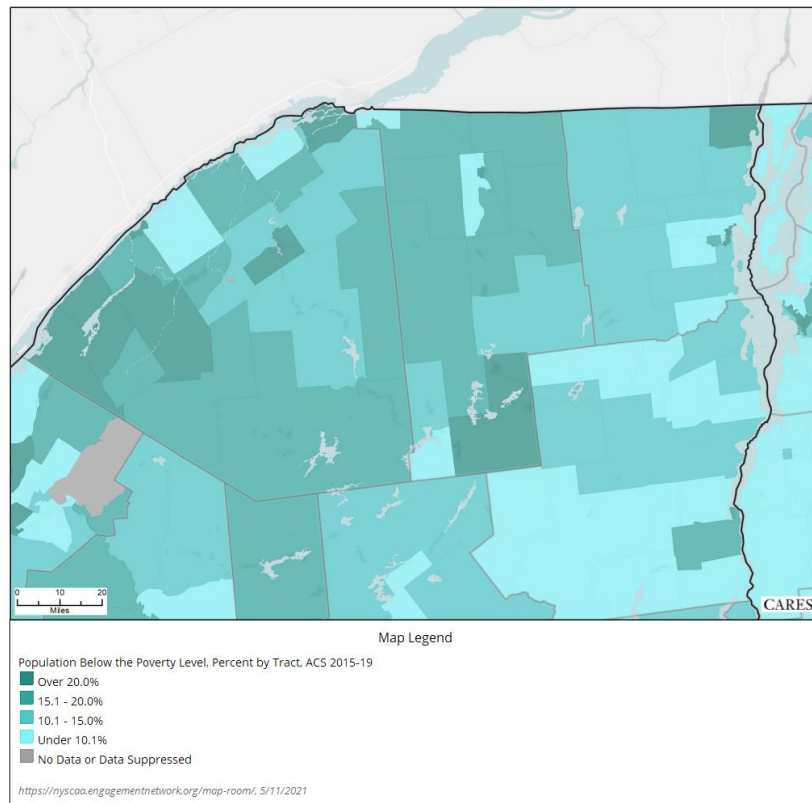 0 10 20
Miles
CARES
Map Legend
Population Below the Poverty Level, Percent by Tract, ACS 2015-19
Over 20.0%
15.1 - 20.0%
10.1 - 15.0%
Under 10.1%
No Data or Data Suppressed
https://nyscaa.engagementnetwork.org/map-room/, 5/11/2021